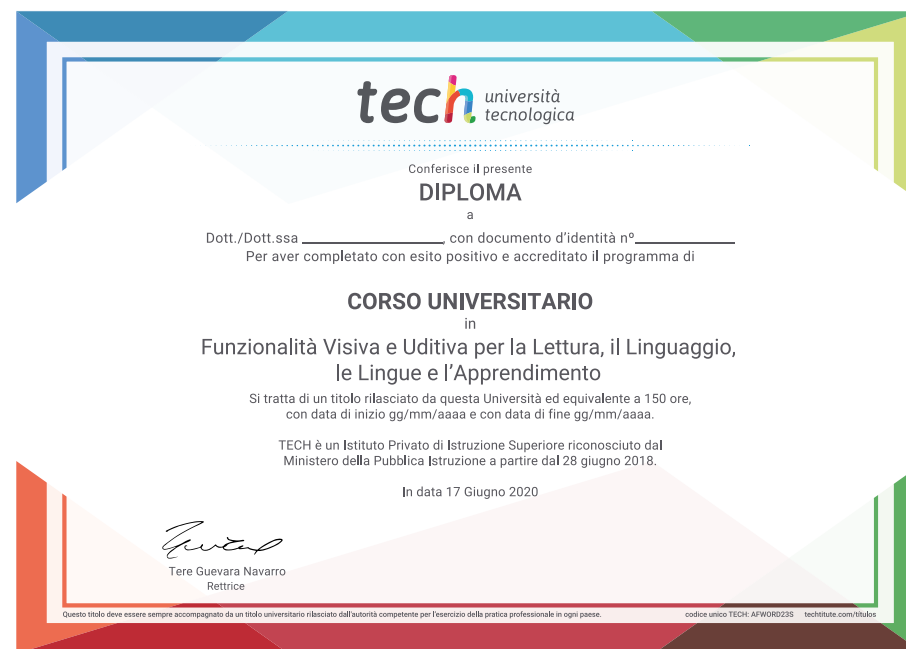 tech università
tecnologica
Conferisce il presente
DIPLOMA
a
Dott./Dott.ssa ________________, con documento d'identità nº____________
Per aver completato con esito positivo e accreditato il programma di
CORSO UNIVERSITARIO
in
Funzionalità Visiva e Uditiva per la Lettura, il Linguaggio,
le Lingue e l'Apprendimento
Si tratta di un titolo rilasciato da questa Università ed equivalente a 150 ore,
con data di inizio gg/mm/aaaa e con data di fine gg/mm/aaaa.
TECH è un Istituto Privato di Istruzione Superiore riconosciuto dal
Ministero della Pubblica Istruzione a partire dal 28 giugno 2018.
In data 17 Giugno 2020
Tere Guevara Navarro
Rettrice
Questo titolo deve essere sempre accompagnato da un titolo universitario rilasciato dall'autorità competente per l'esercizio della pratica professionale in ogni paese. codice unico TECH: AFWORD23S techtitute.com/titulos